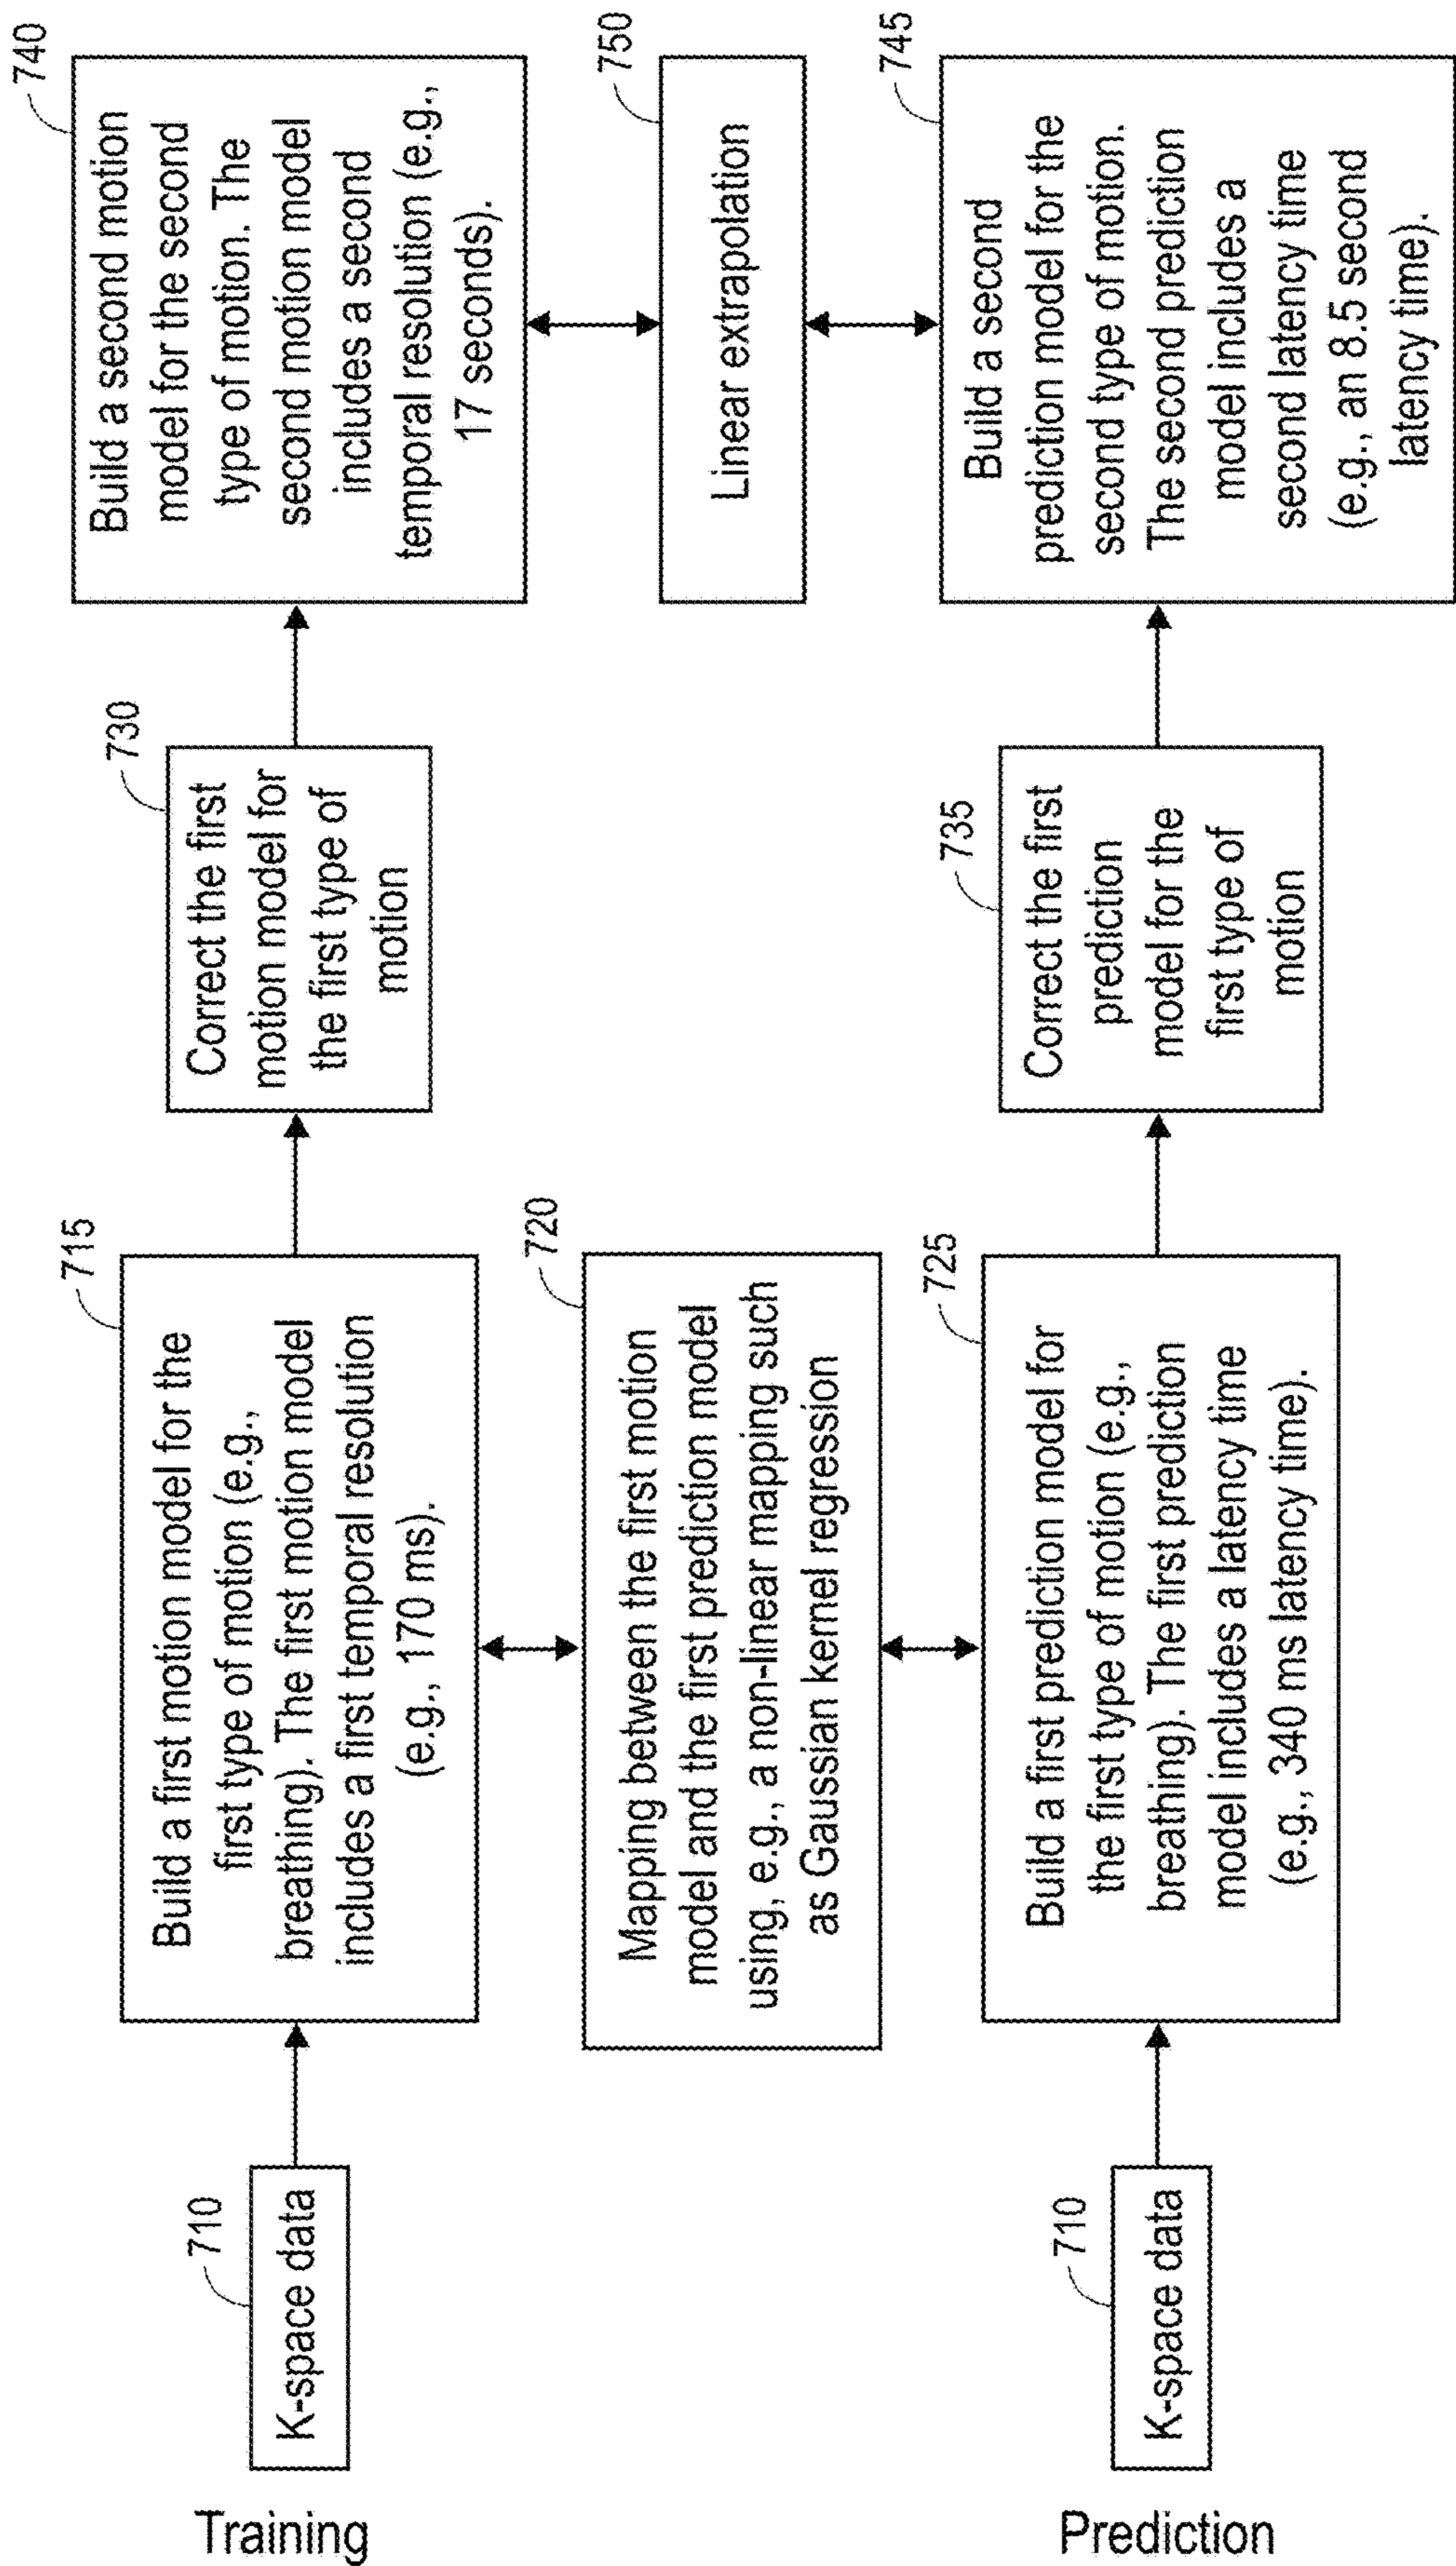 Training
710
K-space data
715
Build a first motion model for the
first type of motion (e.g.,
breathing). The first motion model
includes a first temporal resolution
(e.g., 170 ms).
730
Correct the first
motion model for
the first type of
motion
740
Build a second motion
model for the second
type of motion. The
second motion model
includes a second
temporal resolution (e.g.,
17 seconds).
720
Mapping between the first motion
model and the first prediction model
using, e.g., a non-linear mapping such
as Gaussian kernel regression
750
Linear extrapolation
Prediction
710
K-space data
725
Build a first prediction model for
the first type of motion (e.g.,
breathing). The first prediction
model includes a latency time
(e.g., 340 ms latency time).
735
Correct the first
prediction
model for the
first type of
motion
745
Build a second
prediction model for the
second type of motion.
The second prediction
model includes a
second latency time
(e.g., an 8.5 second
latency time).